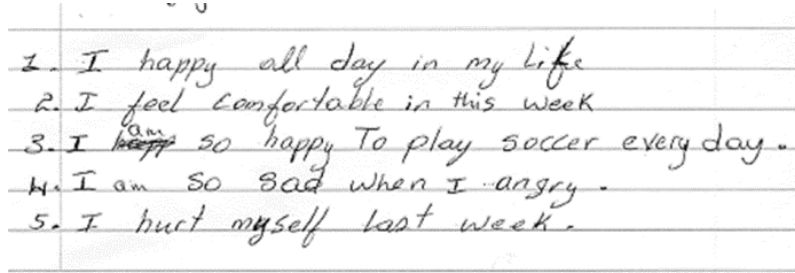 1. I happy all day in my Life
2. I feel comfortable in this week
3. I am so happy To play soccer every day.
4. I am so sad when I angry.
5. I hurt myself last week.